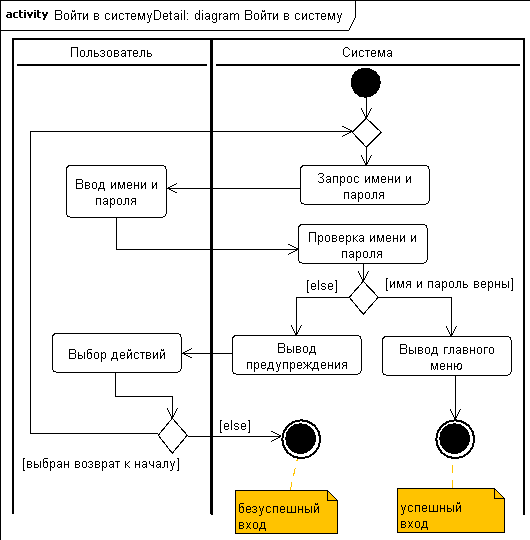 activity Войти в системуDetail: diagram Войти в систему
Пользователь
Система
Запрос имени и
пароля
Ввод имени и
пароля
Проверка имени и
пароля
[else]
[имя и пароль верны]
Вывод
предупреждения
Вывод главного
меню
Выбор действий
[else]
[выбран возврат к началу]
безуспешный
вход
успешный
вход